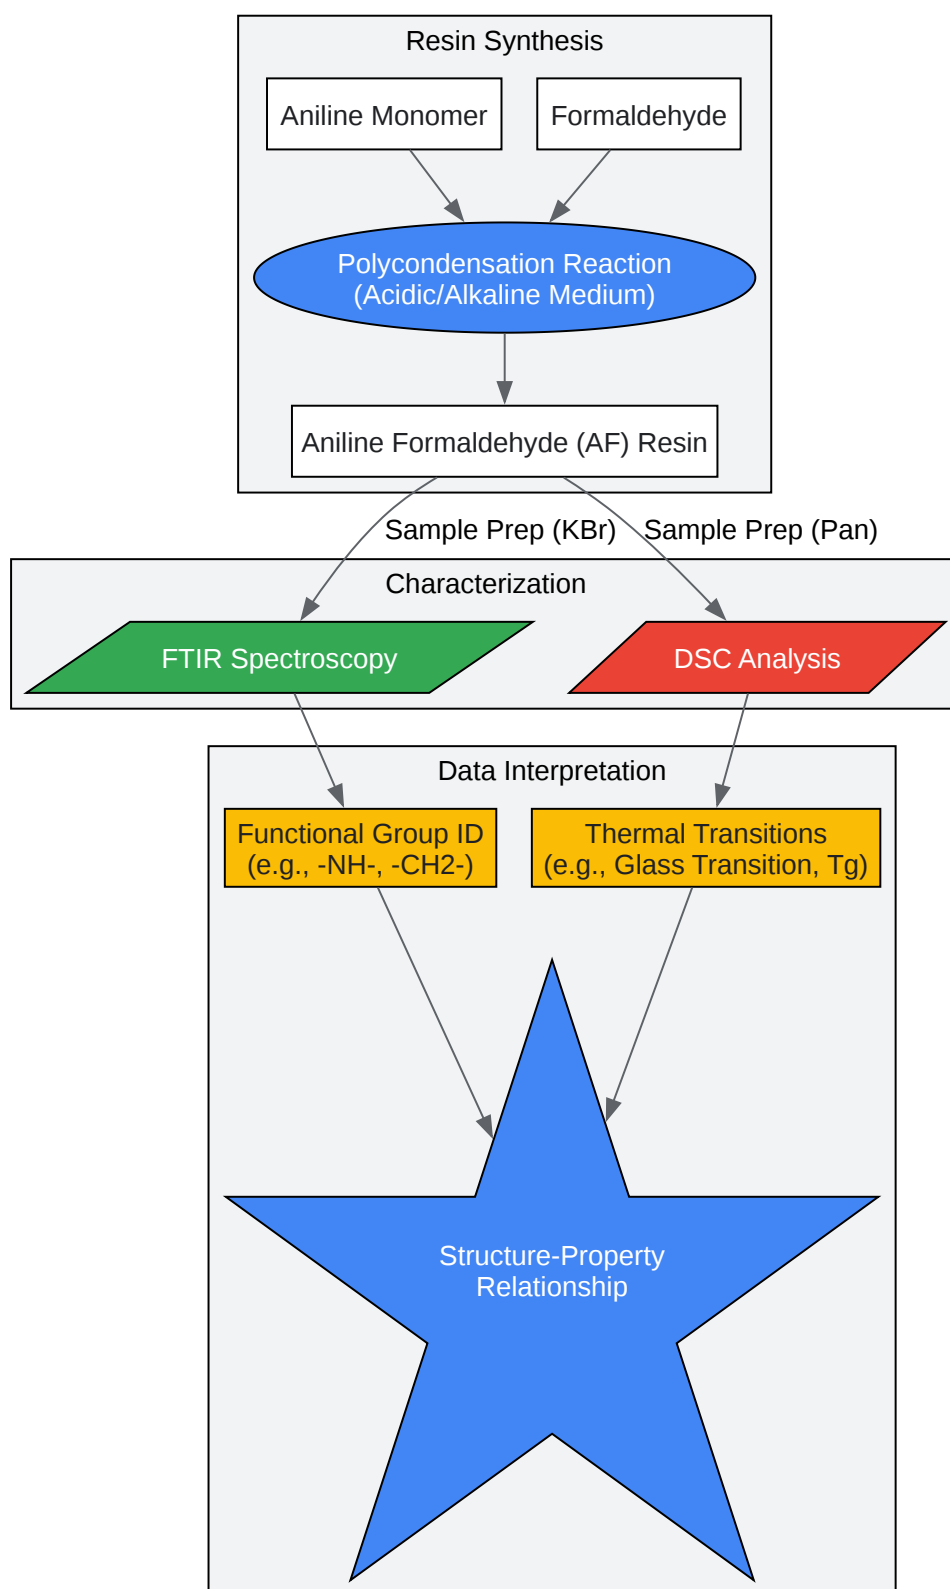 Resin Synthesis
Aniline Monomer
Formaldehyde
Polycondensation Reaction
(Acidic/Alkaline Medium)
Aniline Formaldehyde (AF) Resin
Sample Prep (KBr)
Sample Prep (Pan)
Characterization
FTIR Spectroscopy
DSC Analysis
Data Interpretation
Functional Group ID
(e.g., -NH-, -CH2-)
Thermal Transitions
(e.g., Glass Transition, Tg)
Structure-Property
Relationship